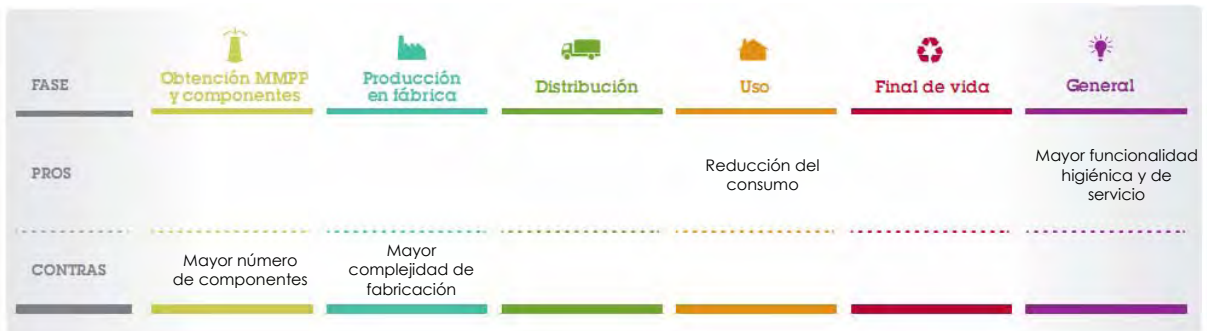 FASE
Obtención MMPP
y componentes
Producción
en fábrica
Distribución
Uso
Final de vida
General
PROS
Reducción del
consumo
Mayor funcionalidad
higiénica y de
servicio
CONTRAS
Mayor número
de componentes
Mayor
complejidad de
fabricación